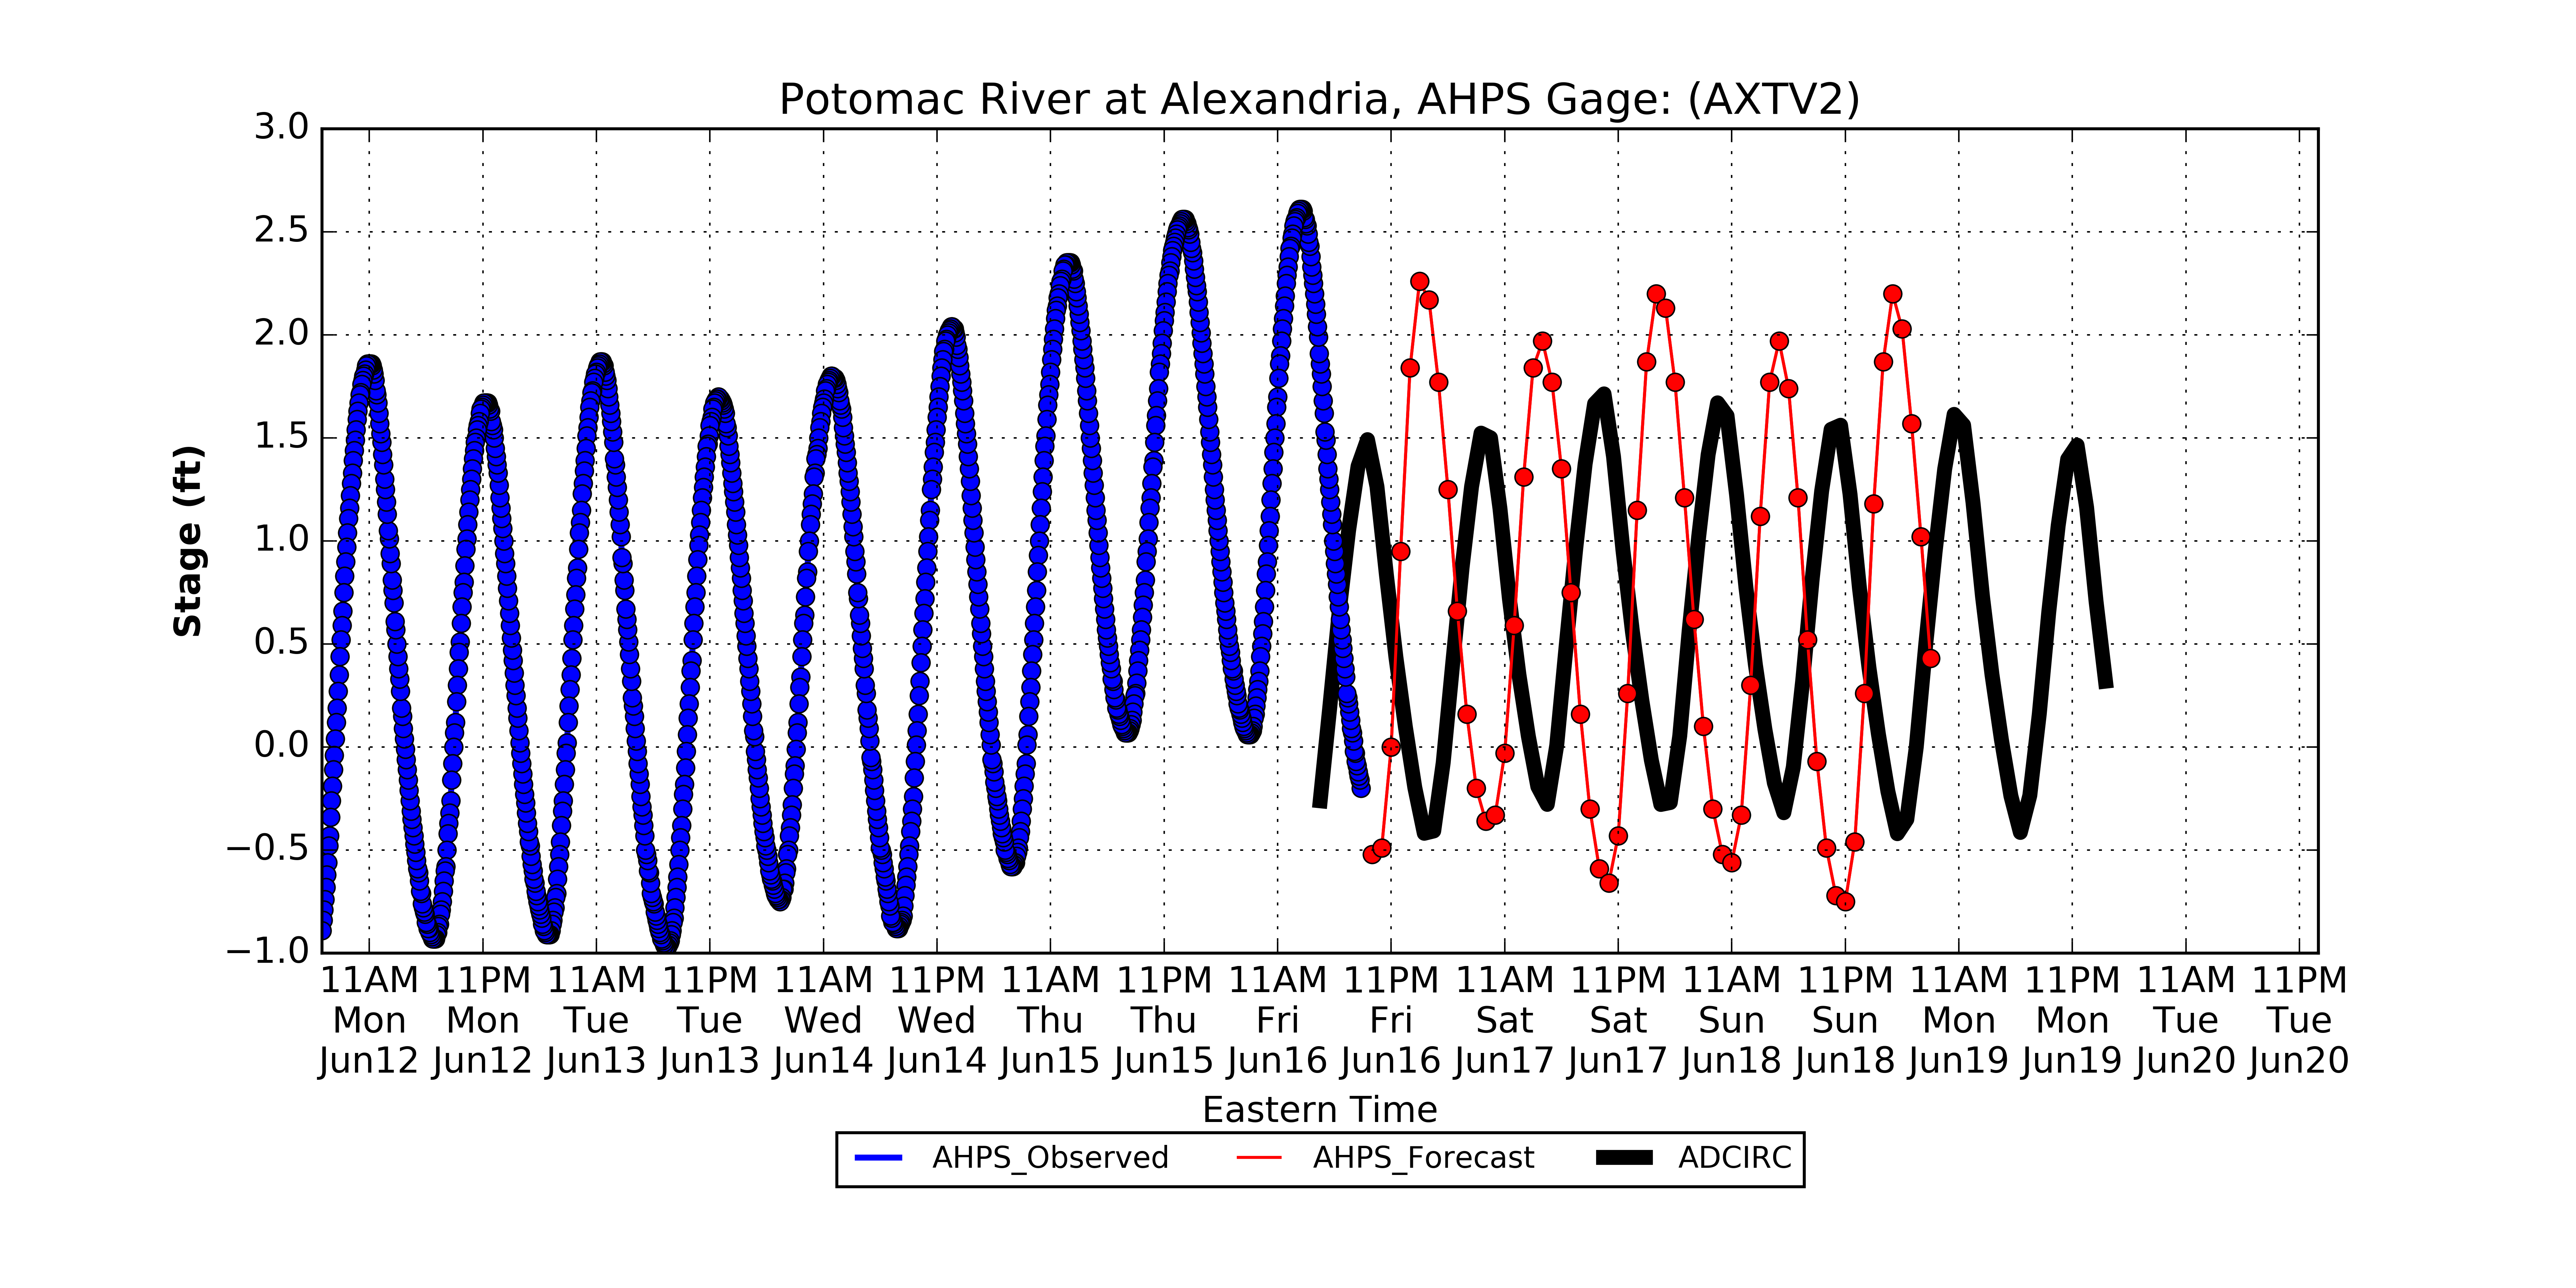 Potomac River at Alexandria, AHPS Gage: (AXTV2)
3.0
2.5
2.0
1.5
1.0
0.5
0.0
−0.5
−1.0
Stage (ft)
11AM 11PM 11AM 11PM 11AM 11PM 11AM 11PM 11AM 11PM 11AM 11PM 11AM 11PM 11AM 11PM 11AM 11PM
Mon Mon Tue Tue Wed Wed Thu Thu Fri Fri Sat Sat Sun Sun Mon Mon Tue Tue
Jun12 Jun12 Jun13 Jun13 Jun14 Jun14 Jun15 Jun15 Jun16 Jun16 Jun17 Jun17 Jun18 Jun18 Jun19 Jun19 Jun20 Jun20
Eastern Time
AHPS_Observed AHPS_Forecast ADCIRC